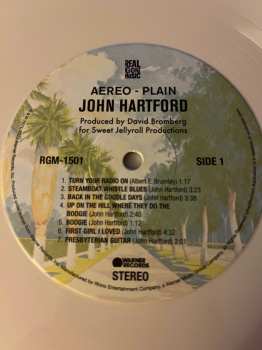 REAL
GONE
MUSIC
AEREO - PLAIN
JOHN HARTFORD
Produced by David Bromberg
for Sweet Jellyroll Productions
RGM-1501
SIDE 1
1. TURN YOUR RADIO ON (Albert E. Brumley) 1:17
2. STEAMBOAT WHISTLE BLUES (John Hartford) 3:23
3. BACK IN THE GOODLE DAYS (John Hartford) 3:38
4. UP ON THE HILL WHERE THEY DO THE
BOOGIE (John Hartford) 2:40
5. BOOGIE (John Hartford) 1:12
6. FIRST GIRL I LOVED (John Hartford) 4:32
7. PRESBYTERIAN GUITAR (John Hartford) 2:01
WARNER
RECORDS
STEREO